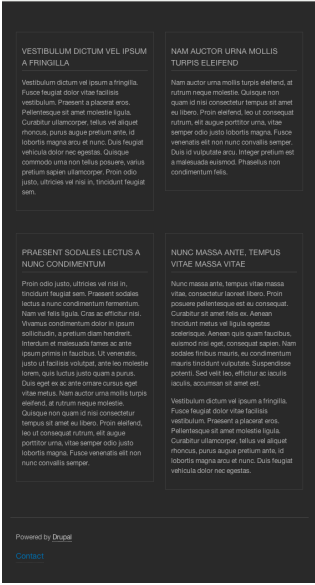 VESTIBULUM DICTUM VEL IPSUM
A FRINGILLA
Vestibulum dictum vel ipsum a fringilla.
Fusce feugiat dolor vitae facilisis
vestibulum. Praesent a placerat eros.
Pellentesque sit amet molestie ligula.
Curabitur ullamcorper, tellus vel aliquet
rhoncus, purus augue pretium ante, id
lobortis magna arcu et nunc. Duis feugiat
vehicula dolor nec egestas. Quisque
commodo urna non tellus posuere, varius
pretium sapien ullamcorper. Proin odio
justo, ultricies vel nisi in, tincidunt feugiat
sem.
NAM AUCTOR URNA MOLLIS
TURPIS ELEIFEND
Nam auctor urna mollis turpis eleifend, at
rutrum neque molestie. Quisque non
quam id nisi consectetur tempus sit amet
eu libero. Proin eleifend, leo ut consequat
rutrum, elit augue porttitor urna, vitae
semper odio justo lobortis magna. Fusce
venenatis elit non nunc convallis semper.
Duis id vulputate arcu. Integer pretium est
a malesuada euismod. Phasellus non
condimentum felis.
PRAESENT SODALES LECTUS A
NUNC CONDIMENTUM
Proin odio justo, ultricies vel nisi in,
tincidunt feugiat sem. Praesent sodales
lectus a nunc condimentum fermentum.
Nam vel felis ligula. Cras ac efficitur nisi.
Vivamus condimentum dolor in ipsum
sollicitudin, a pretium diam hendrerit.
Interdum et malesuada fames ac ante
ipsum primis in faucibus. Ut venenatis,
justo ut facilisis volutpat, ante leo molestie
lorem, quis luctus justo quam a purus.
Duis eget ex ac ante ornare cursus eget
vitae metus. Nam auctor urna mollis turpis
eleifend, at rutrum neque molestie.
Quisque non quam id nisi consectetur
tempus sit amet eu libero. Proin eleifend,
leo ut consequat rutrum, elit augue
porttitor urna, vitae semper odio justo
lobortis magna. Fusce venenatis elit non
nunc convallis semper.
NUNC MASSA ANTE, TEMPUS
VITAE MASSA VITAE
Nunc massa ante, tempus vitae massa
vitae, consectetur laoreet libero. Proin
posuere pellentesque est eu consequat.
Curabitur sit amet felis ex. Aenean
tincidunt metus vel ligula egestas
scelerisque. Aenean quis quam faucibus,
euismod nisi eget, consequat sapien. Nam
sodales finibus mauris, eu condimentum
mauris tincidunt vulputate. Suspendisse
potenti. Sed velit leo, efficitur ac iaculis
iaculis, accumsan sit amet est.
Vestibulum dictum vel ipsum a fringilla.
Fusce feugiat dolor vitae facilisis
vestibulum. Praesent a placerat eros.
Pellentesque sit amet molestie ligula.
Curabitur ullamcorper, tellus vel aliquet
rhoncus, purus augue pretium ante, id
lobortis magna arcu et nunc. Duis feugiat
vehicula dolor nec egestas.
Powered by Drupal
Contact